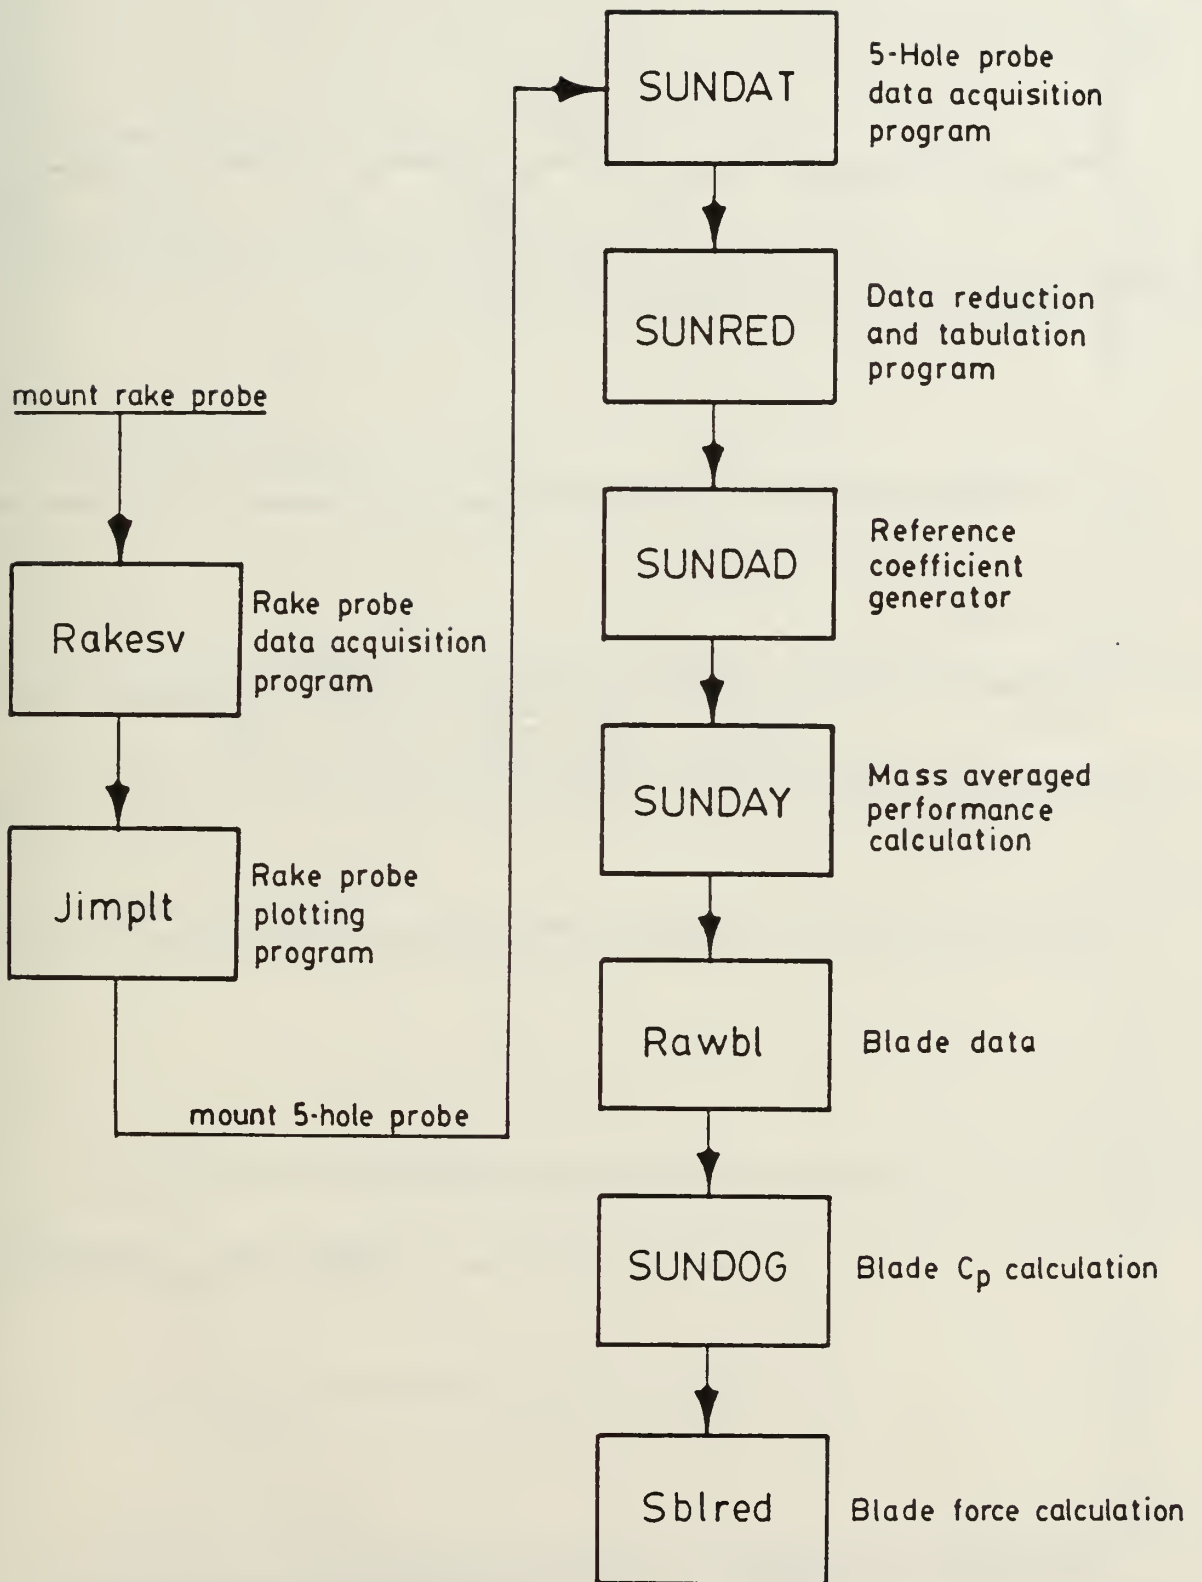 mount rake probe
Rakesv
Rake probe
data acquisition
program
Jimplt
Rake probe
plotting
program
mount 5-hole probe
SUNDAT
5-Hole probe
data acquisition
program
SUNRED
Data reduction
and tabulation
program
SUNDAD
Reference
coefficient
generator
SUNDAY
Mass averaged
performance
calculation
Rawbl
Blade data
SUNDOG
Blade Cp calculation
Sblred
Blade force calculation